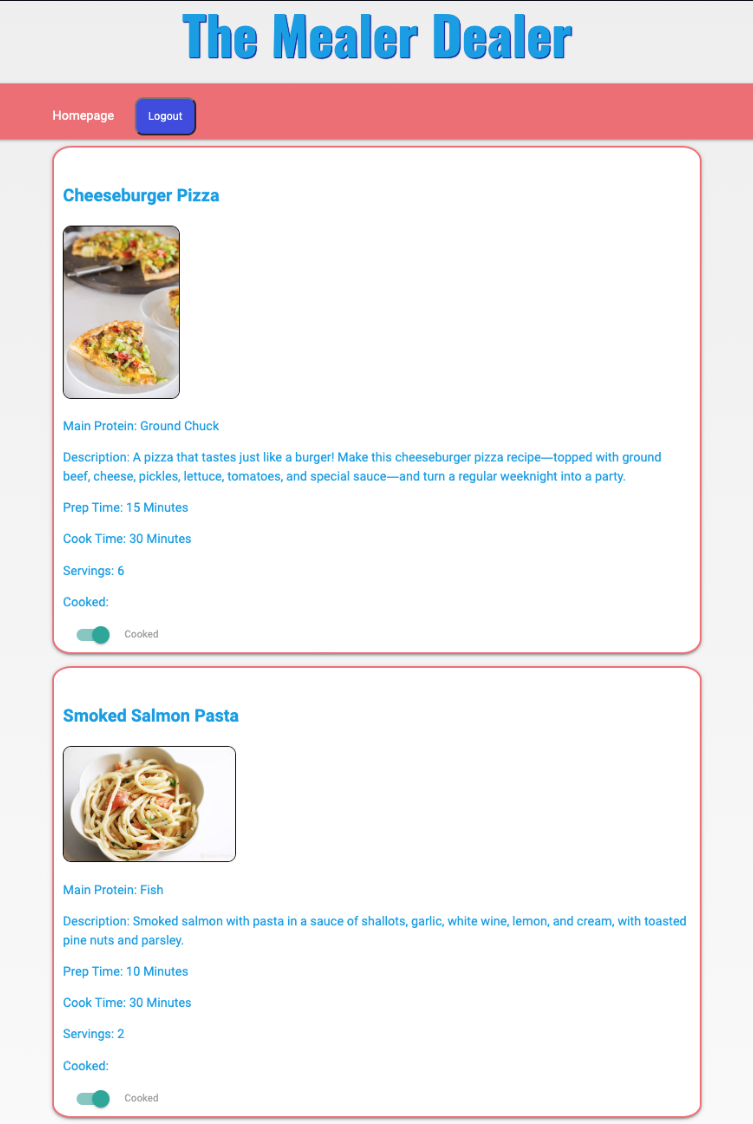 The Mealer Dealer
Homepage
Logout
Cheeseburger Pizza
Main Protein: Ground Chuck
Description: A pizza that tastes just like a burger! Make this cheeseburger pizza recipe—topped with ground
beef, cheese, pickles, lettuce, tomatoes, and special sauce—and turn a regular weeknight into a party.
Prep Time: 15 Minutes
Cook Time: 30 Minutes
Servings: 6
Cooked:
Cooked
Smoked Salmon Pasta
Main Protein: Fish
Description: Smoked salmon with pasta in a sauce of shallots, garlic, white wine, lemon, and cream, with toasted
pine nuts and parsley.
Prep Time: 10 Minutes
Cook Time: 30 Minutes
Servings: 2
Cooked:
Cooked